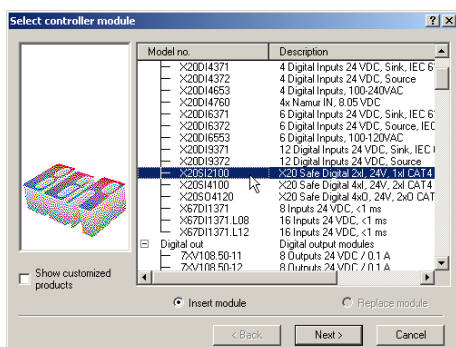 Select controller module
Model no. Description
X20DI4371 4 Digital Inputs 24 VDC, Sink, IEC 6
X20DI4372 4 Digital Inputs 24 VDC, Source
X20DI4653 4 Digital Inputs, 100-240VAC
X20DI4760 4x Namur IN, 8.05 VDC
X20DI6371 6 Digital Inputs 24 VDC, Sink, IEC 6
X20DI6372 6 Digital Inputs 24 VDC, Source, IEC
X20DI6553 6 Digital Inputs, 100-120VAC
X20DI9371 12 Digital Inputs 24 VDC, Sink, IEC
X20DI9372 12 Digital Inputs 24 VDC, Source
X20SI2100 X20 Safe Digital 2xI, 24V, 1xI CAT4
X20SI4100 X20 Safe Digital 4xI, 24V, 2xI CAT4
X20SO4120 X20 Safe Digital 4xO, 24V, 2xO CAT
X67DI1371 8 Inputs 24 VDC, <1 ms
X67DI1371.L08 16 Inputs 24 VDC, <1 ms
X67DI1371.L12 16 Inputs 24 VDC, <1 ms
Digital out Digital output modules
7XV108.50-11 8 Outputs 24 VDC / 0.1 A
7XV108.50-12 8 Outputs 24 VDC / 0.1 A
Show customized
products
Insert module Replace module
< Back Next > Cancel